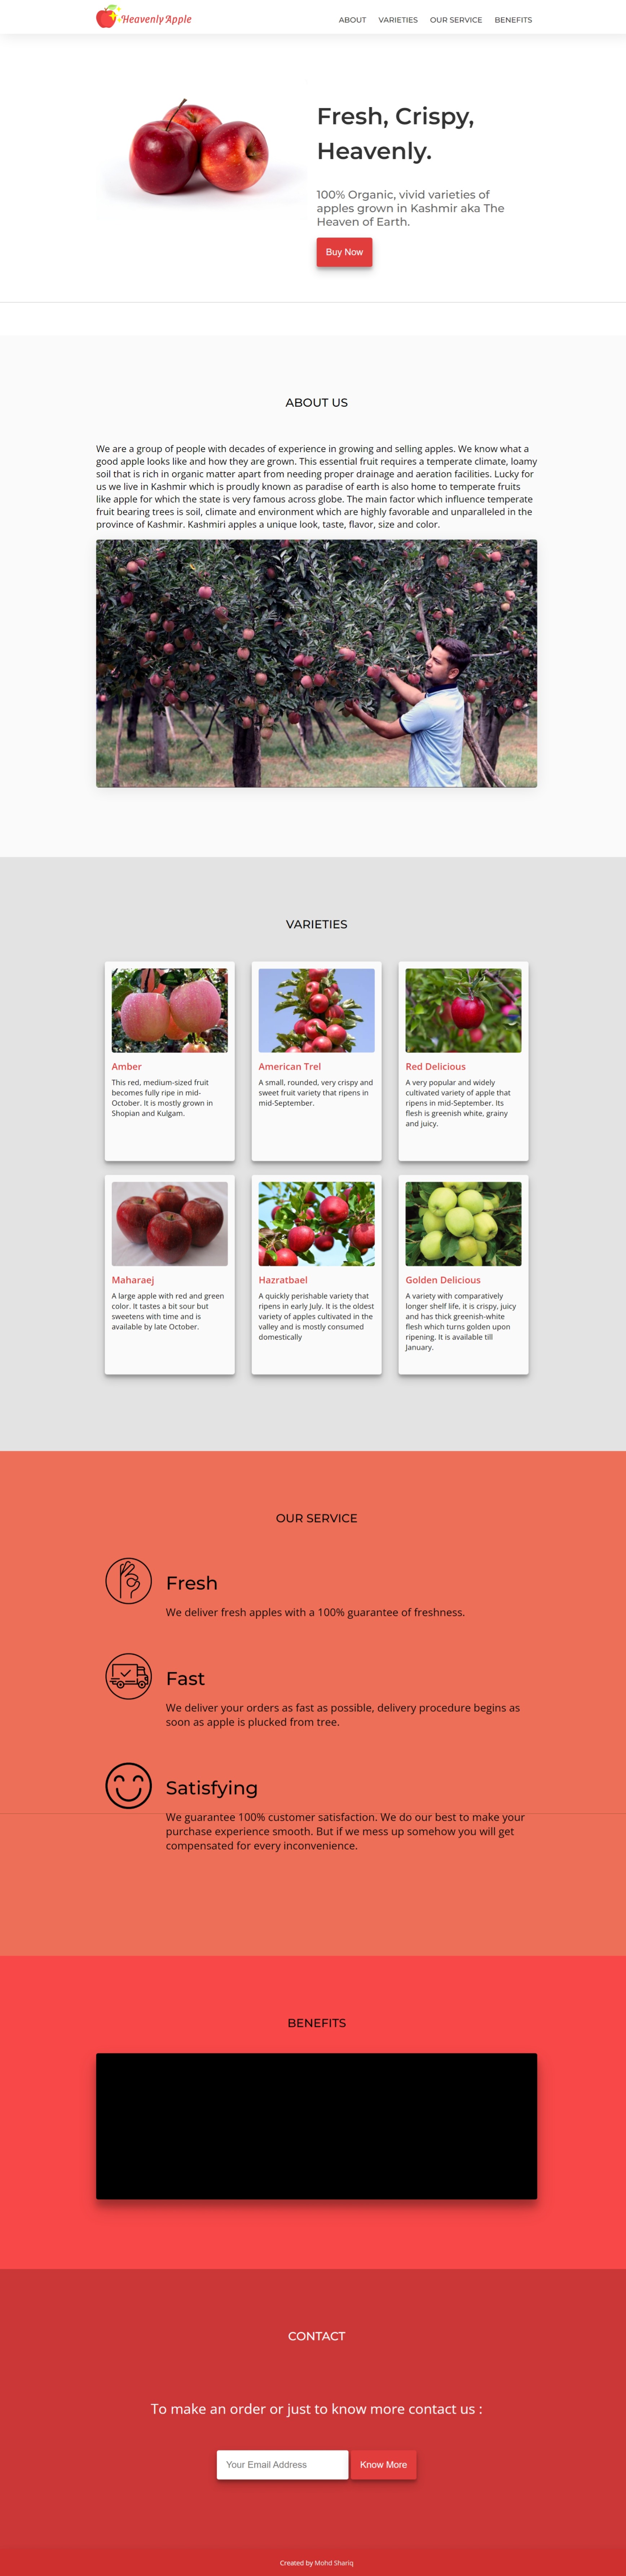 Heavenly Apple
ABOUT VARIETIES OUR SERVICE BENEFITS
Fresh, Crispy,
Heavenly.
100% Organic, vivid varieties of
apples grown in Kashmir aka The
Heaven of Earth.
Buy Now
ABOUT US
We are a group of people with decades of experience in growing and selling apples. We know what a
good apple looks like and how they are grown. This essential fruit requires a temperate climate, loamy
soil that is rich in organic matter apart from needing proper drainage and aeration facilities. Lucky for
us we live in Kashmir which is proudly known as paradise of earth is also home to temperate fruits
like apple for which the state is very famous across globe. The main factor which influence temperate
fruit bearing trees is soil, climate and environment which are highly favorable and unparalleled in the
province of Kashmir. Kashmiri apples a unique look, taste, flavor, size and color.
VARIETIES
Amber
This red, medium-sized fruit
becomes fully ripe in mid-
October. It is mostly grown in
Shopian and Kulgam.
American Trel
A small, rounded, very crispy and
sweet fruit variety that ripens in
mid-September.
Red Delicious
A very popular and widely
cultivated variety of apple that
ripens in mid-September. Its
flesh is greenish white, grainy
and juicy.
Maharaej
A large apple with red and green
color. It tastes a bit sour but
sweetens with time and is
available by late October.
Hazratbael
A quickly perishable variety that
ripens in early July. It is the oldest
variety of apples cultivated in the
valley and is mostly consumed
domestically
Golden Delicious
A variety with comparatively
longer shelf life, it is crispy, juicy
and has thick greenish-white
flesh which turns golden upon
ripening. It is available till
January.
OUR SERVICE
Fresh
We deliver fresh apples with a 100% guarantee of freshness.
Fast
We deliver your orders as fast as possible, delivery procedure begins as
soon as apple is plucked from tree.
Satisfying
We guarantee 100% customer satisfaction. We do our best to make your
purchase experience smooth. But if we mess up somehow you will get
compensated for every inconvenience.
BENEFITS
CONTACT
To make an order or just to know more contact us :
Your Email Address
Know More
Created by Mohd Shariq